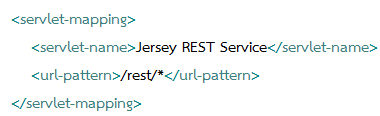 <servlet-mapping>
<servlet-name>Jersey REST Service</servlet-name>
<url-pattern>/rest/*</url-pattern>
</servlet-mapping>